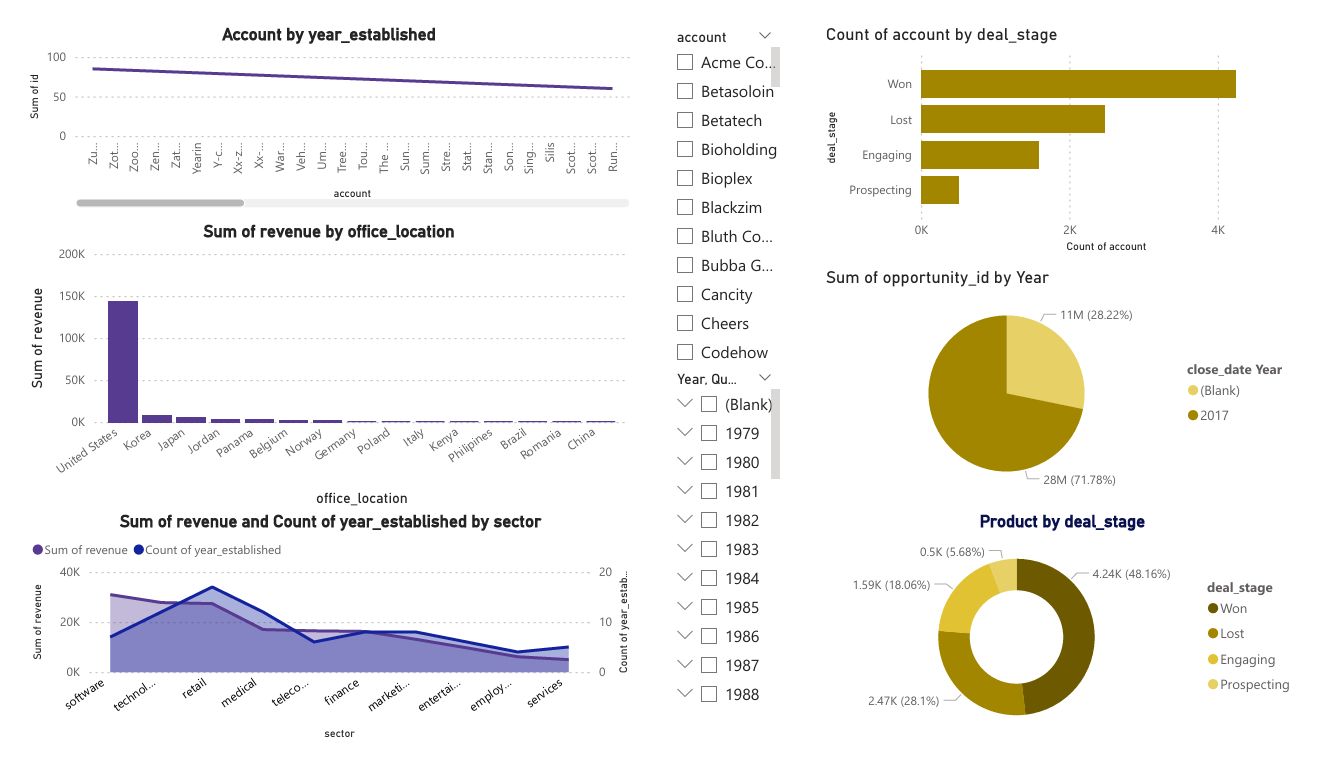 Account by year_established
Sum of id
100
50
0
Zu...
Zot...
Zoo...
Zen...
Zat...
Yearin
Y-c...
Xx-z...
Xx-...
War...
Veh...
Um...
Tree...
Tou...
The ...
Sun...
Sum...
Stre...
Stat...
Stan...
Son...
Sing...
Silis
Scot...
Scot...
Run...
account
Sum of revenue by office_location
Sum of revenue
200K
150K
100K
50K
0K
United States
Korea
Japan
Jordan
Panama
Belgium
Norway
Germany
Poland
Italy
Kenya
Philipines
Brazil
Romania
China
office_location
Sum of revenue and Count of year_established by sector
Sum of revenue
Count of year_established
Sum of revenue
40K
20K
0K
20
10
0
Count of year_estab...
software
technol...
retail
medical
teleco...
finance
marketi...
entertai...
employ...
services
sector
account
Acme Co...
Betasoloin
Betatech
Bioholding
Bioplex
Blackzim
Bluth Co...
Bubba G...
Cancity
Cheers
Codehow
Year, Qu...
(Blank)
1979
1980
1981
1982
1983
1984
1985
1986
1987
1988
Count of account by deal_stage
deal_stage
Won
Lost
Engaging
Prospecting
0K
2K
4K
Count of account
Sum of opportunity_id by Year
11M (28.22%)
28M (71.78%)
close_date Year
(Blank)
2017
Product by deal_stage
0.5K (5.68%)
4.24K (48.16%)
1.59K (18.06%)
2.47K (28.1%)
deal_stage
Won
Lost
Engaging
Prospecting